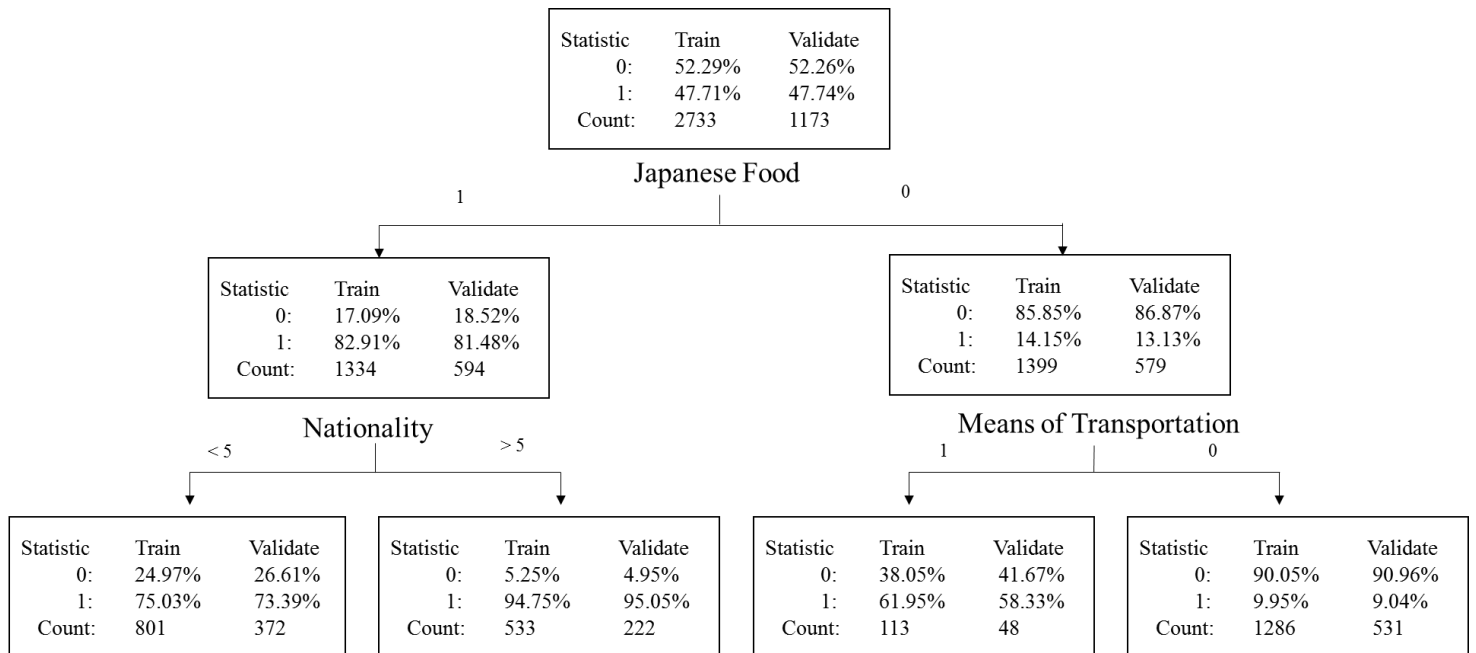 Statistic Train Validate
0: 52.29% 52.26%
1: 47.71% 47.74%
Count: 2733 1173
Japanese Food
1
0
Statistic Train Validate
0: 17.09% 18.52%
1: 82.91% 81.48%
Count: 1334 594
Statistic Train Validate
0: 85.85% 86.87%
1: 14.15% 13.13%
Count: 1399 579
Nationality
< 5
> 5
Means of Transportation
1
0
Statistic Train Validate
0: 24.97% 26.61%
1: 75.03% 73.39%
Count: 801 372
Statistic Train Validate
0: 5.25% 4.95%
1: 94.75% 95.05%
Count: 533 222
Statistic Train Validate
0: 38.05% 41.67%
1: 61.95% 58.33%
Count: 113 48
Statistic Train Validate
0: 90.05% 90.96%
1: 9.95% 9.04%
Count: 1286 531